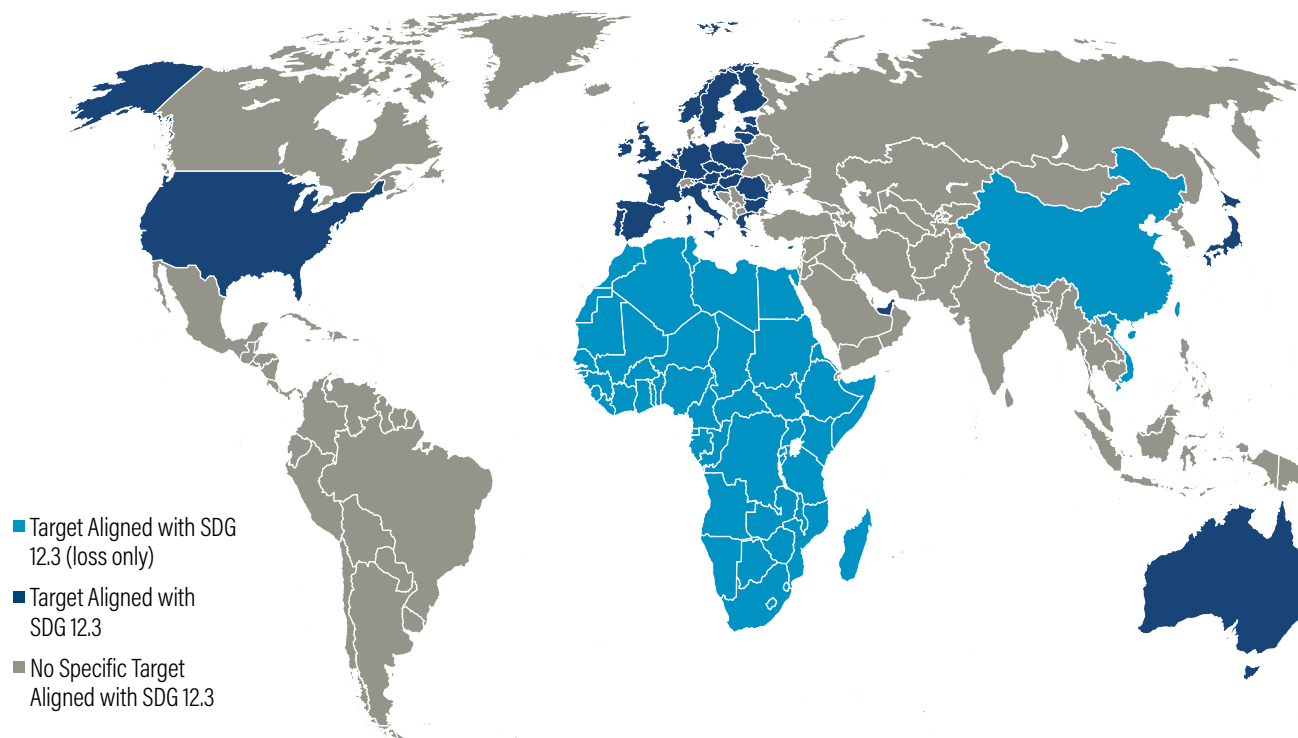 Target Aligned with SDG
12.3 (loss only)
Target Aligned with
SDG 12.3
No Specific Target
Aligned with SDG 12.3